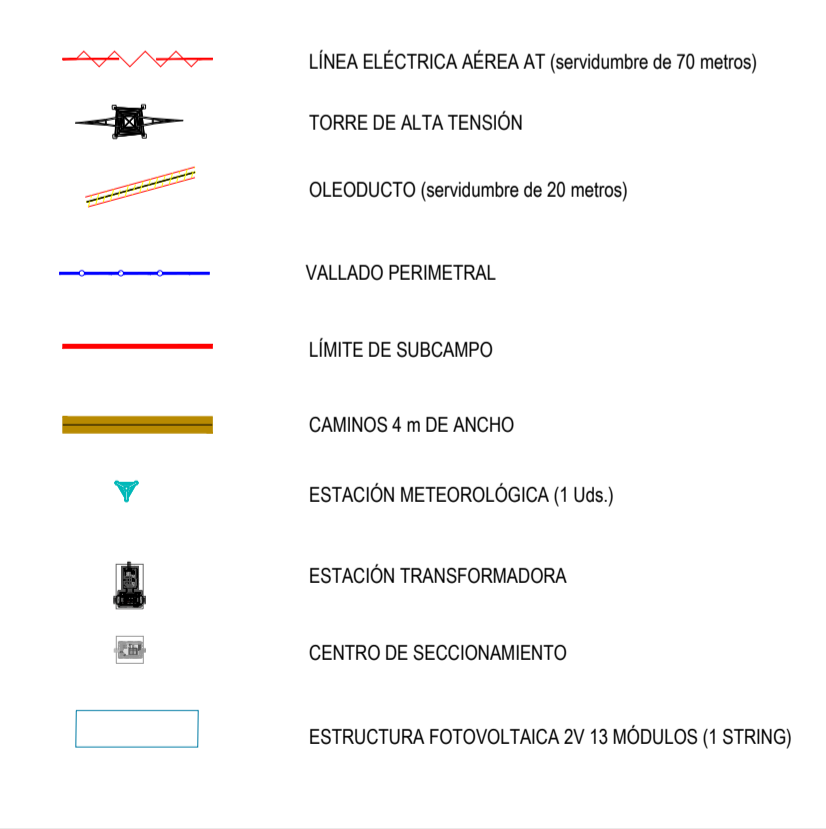 LÍNEA ELÉCTRICA AÉREA AT (servidumbre de 70 metros)
TORRE DE ALTA TENSIÓN
OLEODUCTO (servidumbre de 20 metros)
VALLADO PERIMETRAL
LÍMITE DE SUBCAMPO
CAMINOS 4 m DE ANCHO
ESTACIÓN METEOROLÓGICA (1 Uds.)
ESTACIÓN TRANSFORMADORA
CENTRO DE SECCIONAMIENTO
ESTRUCTURA FOTOVOLTAICA 2V 13 MÓDULOS (1 STRING)